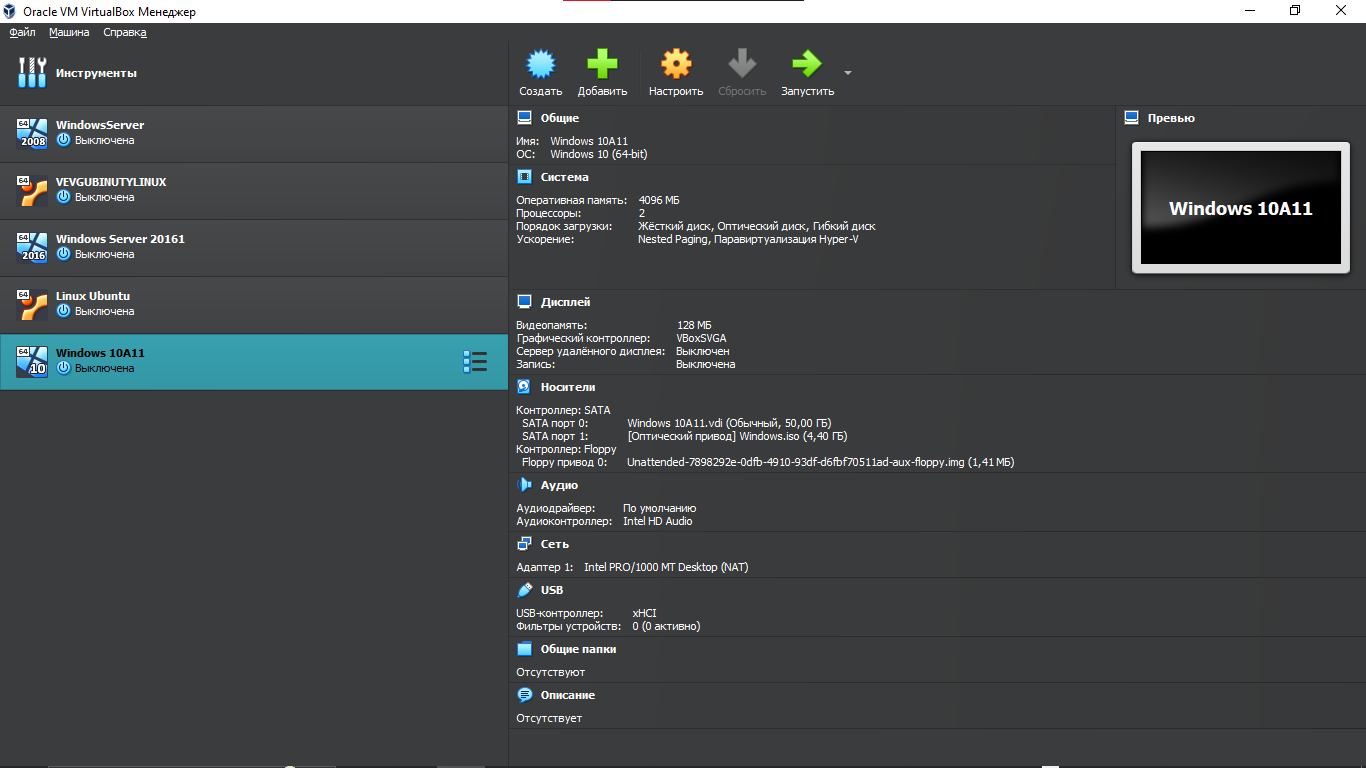 Oracle VM VirtualBox Менеджер
Файл Машина Справка
Инструменты
64 2008 WindowsServer
Выключена
64 VEVGUBINUTYLINUX
Выключена
64 2016 Windows Server 20161
Выключена
64 Linux Ubuntu
Выключена
64 10 Windows 10A11
Выключена
Создать Добавить Настроить Сбросить Запустить
Общие
Имя: Windows 10A11
ОС: Windows 10 (64-bit)
Система
Оперативная память: 4096 МБ
Процессоры: 2
Порядок загрузки: Жёсткий диск, Оптический диск, Гибкий диск
Ускорение: Nested Paging, Паравиртуализация Hyper-V
Превью
Windows 10A11
Дисплей
Видеопамять: 128 МБ
Графический контроллер: VBoxSVGA
Сервер удалённого дисплея: Выключен
Запись: Выключена
Носители
Контроллер: SATA
SATA порт 0: Windows 10A11.vdi (Обычный, 50,00 ГБ)
SATA порт 1: [Оптический привод] Windows.iso (4,40 ГБ)
Контроллер: Floppy
Floppy привод 0: Unattended-7898292e-0dfb-4910-93df-d6fbf70511ad-aux-floppy.img (1,41 МБ)
Аудио
Аудиодрайвер: По умолчанию
Аудиоконтроллер: Intel HD Audio
Сеть
Адаптер 1: Intel PRO/1000 MT Desktop (NAT)
USB
USB-контроллер: xHCI
Фильтры устройств: 0 (0 активно)
Общие папки
Отсутствуют
Описание
Отсутствует